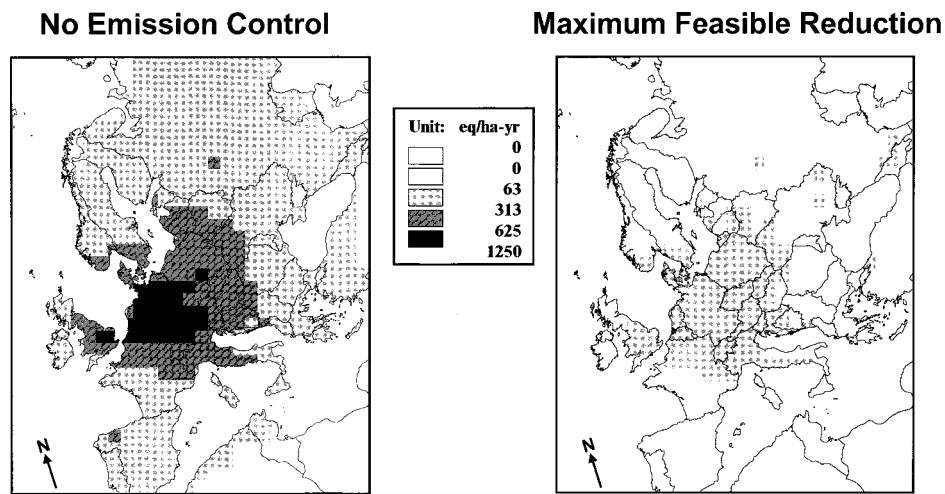 No Emission Control
Maximum Feasible Reduction
Unit: eq/ha-yr
0
0
63
313
625
1250
N
N